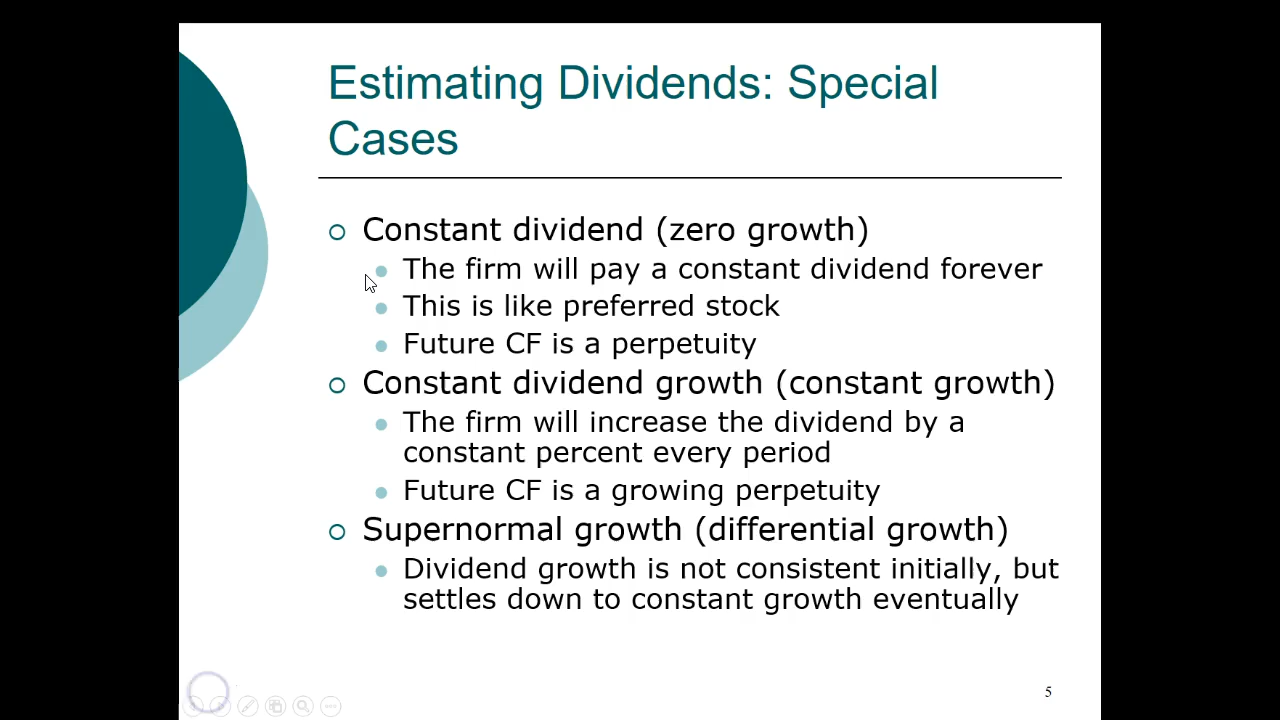 Estimating Dividends: Special
Cases
Constant dividend (zero growth)
The firm will pay a constant dividend forever
This is like preferred stock
Future CF is a perpetuity
Constant dividend growth (constant growth)
The firm will increase the dividend by a
constant percent every period
Future CF is a growing perpetuity
Supernormal growth (differential growth)
Dividend growth is not consistent initially, but
settles down to constant growth eventually
5